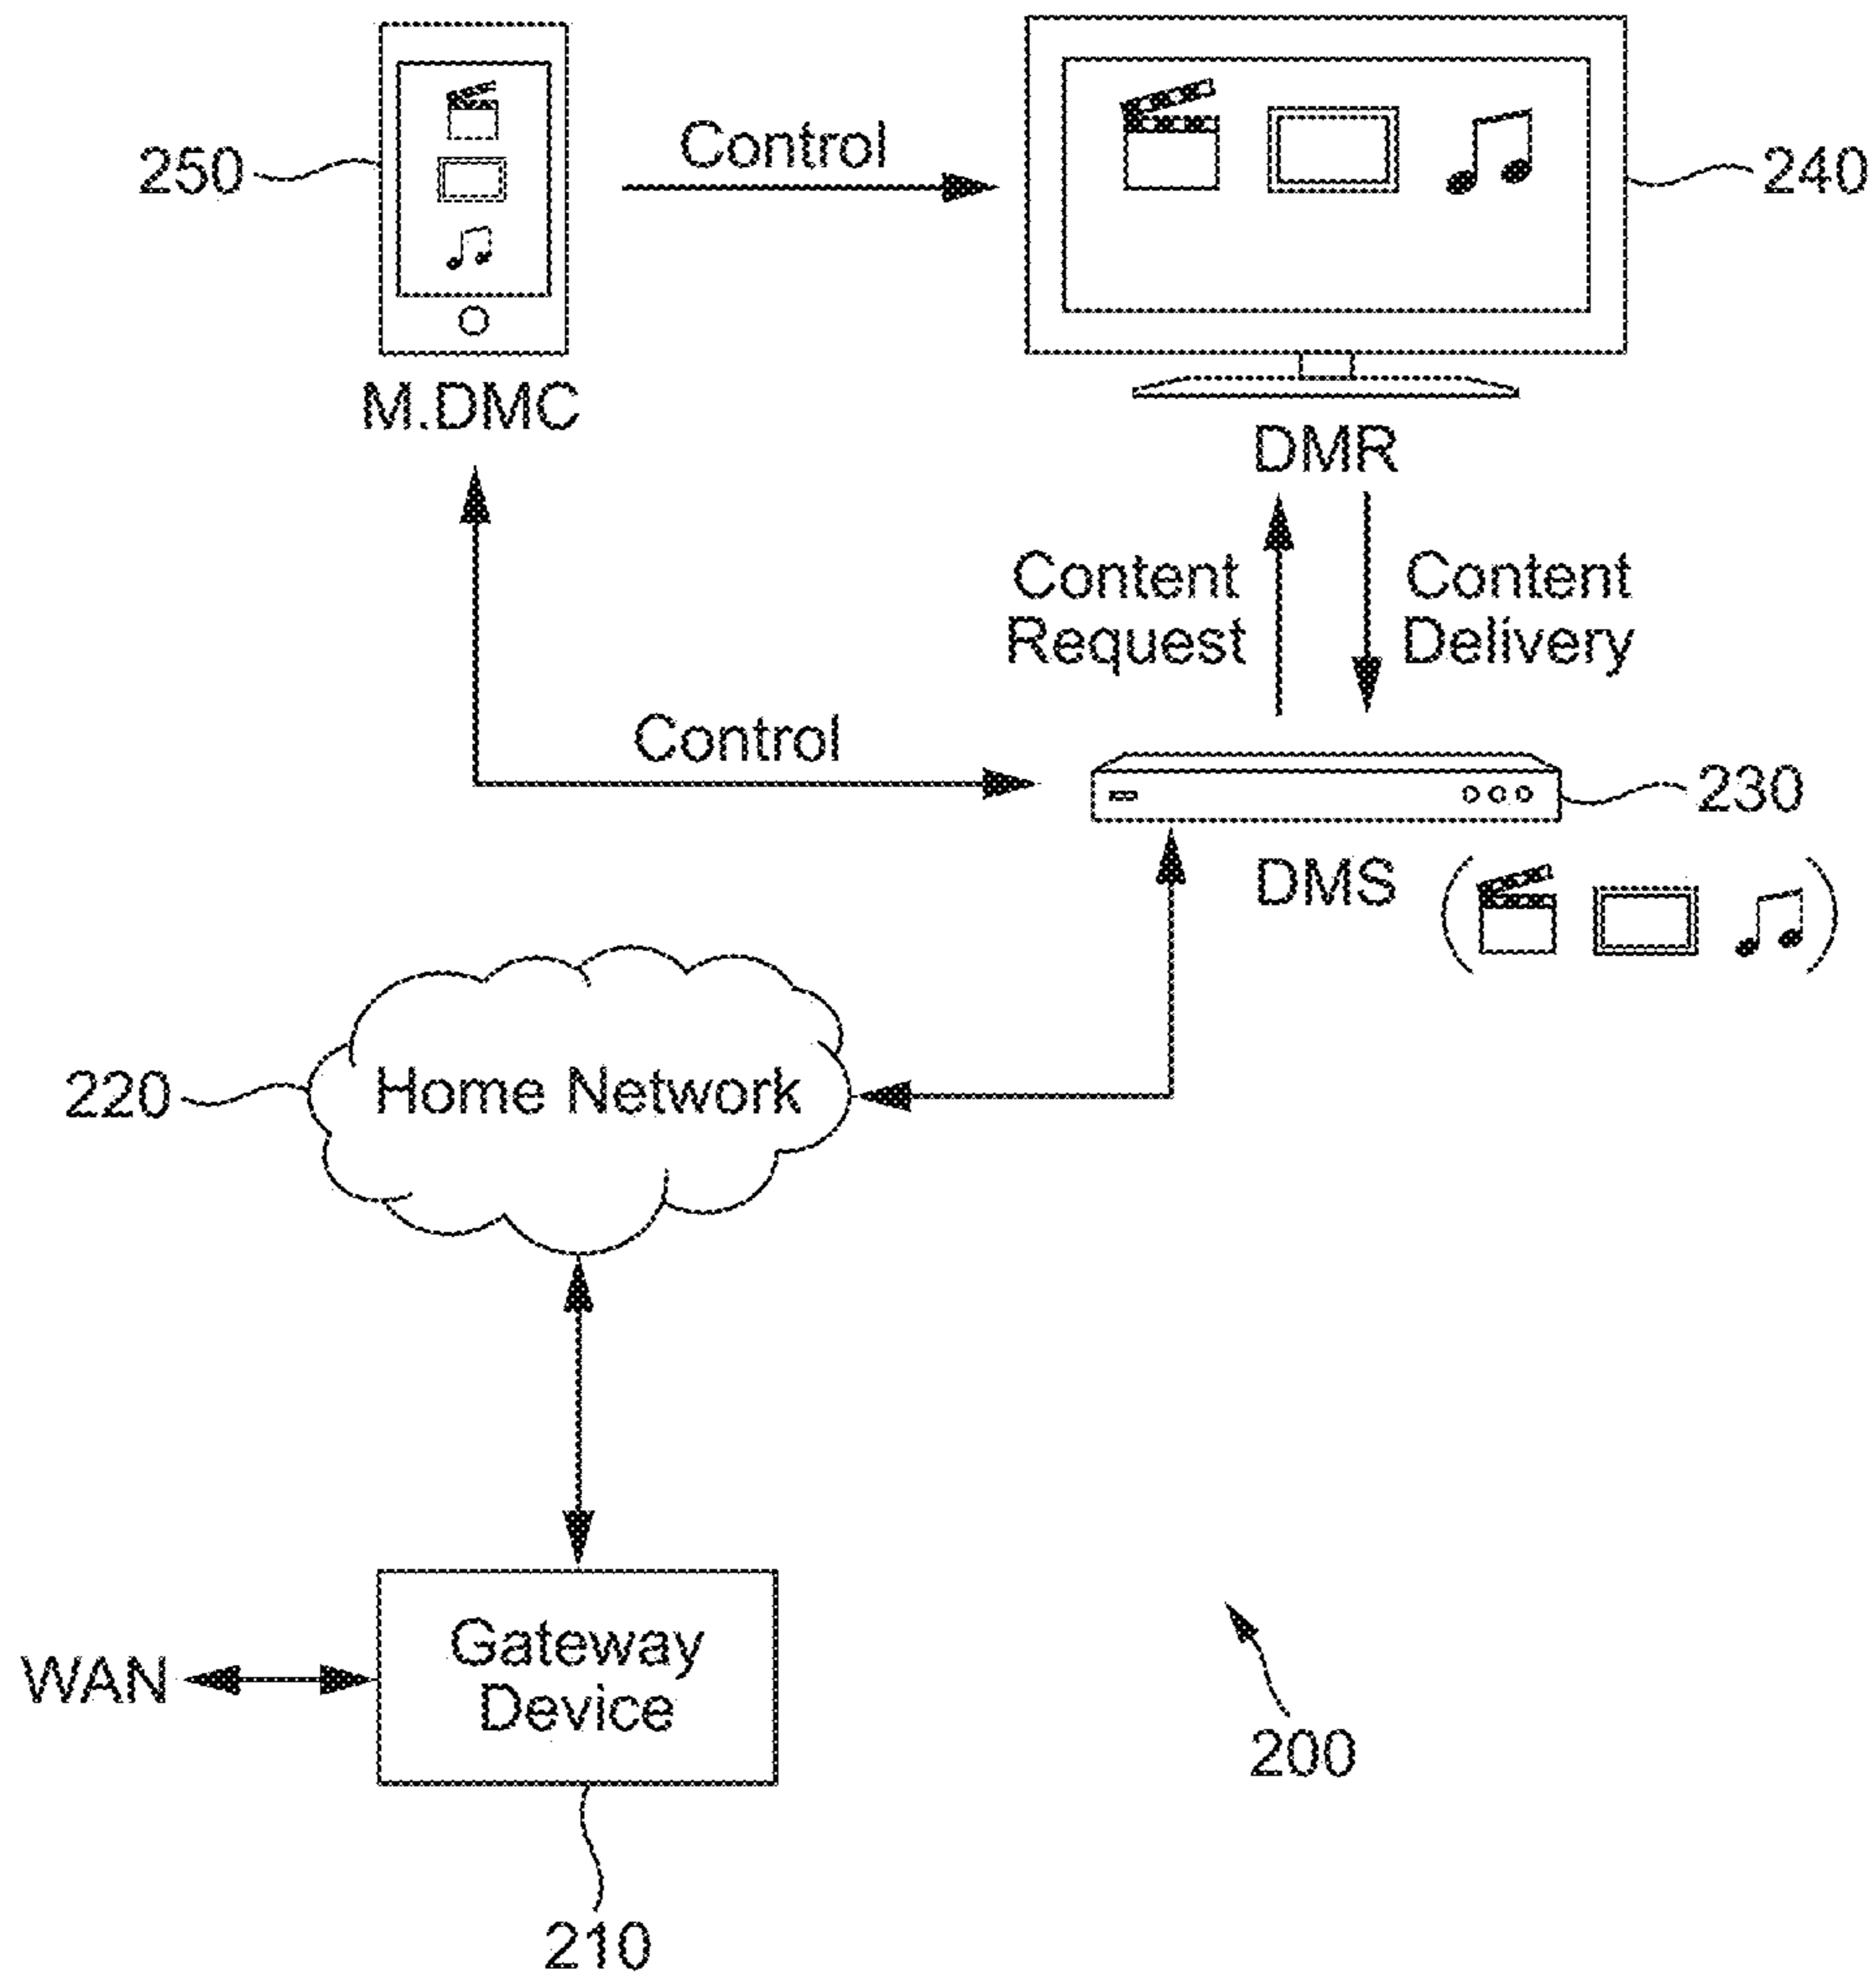 250
Control
240
M.DMC
DMR
Content
Request
Content
Delivery
Control
230
DMS
220
Home Network
WAN
Gateway
Device
200
210